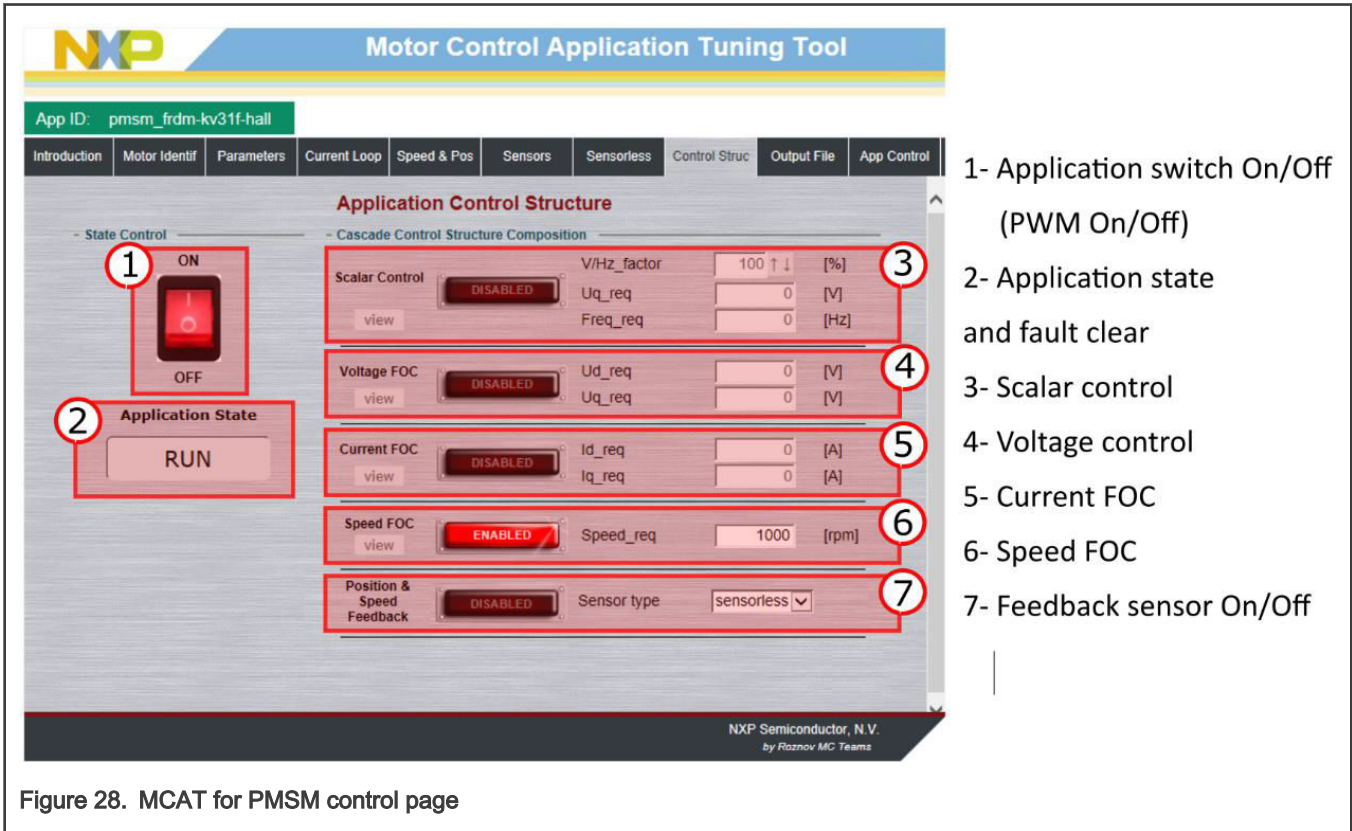 NXP
Motor Control Application Tuning Tool
App ID: pmsm_frdm-kv31f-hall
Introduction Motor Identif Parameters Current Loop Speed & Pos Sensors Sensorless Control Struc Output File App Control
Application Control Structure
- State Control
- Cascade Control Structure Composition
1
ON
OFF
2
Application State
RUN
Scalar Control
view
DISABLED
V/Hz_factor 100 ↑↓ [%]
Uq_req 0 [V]
Freq_req 0 [Hz]
3
Voltage FOC
view
DISABLED
Ud_req 0 [V]
Uq_req 0 [V]
4
Current FOC
view
DISABLED
Id_req 0 [A]
Iq_req 0 [A]
5
Speed FOC
view
ENABLED
Speed_req 1000 [rpm]
6
Position &
Speed
Feedback
DISABLED
Sensor type sensorless
7
NXP Semiconductor, N.V.
by Roznov MC Teams
1- Application switch On/Off
(PWM On/Off)
2- Application state
and fault clear
3- Scalar control
4- Voltage control
5- Current FOC
6- Speed FOC
7- Feedback sensor On/Off
Figure 28. MCAT for PMSM control page